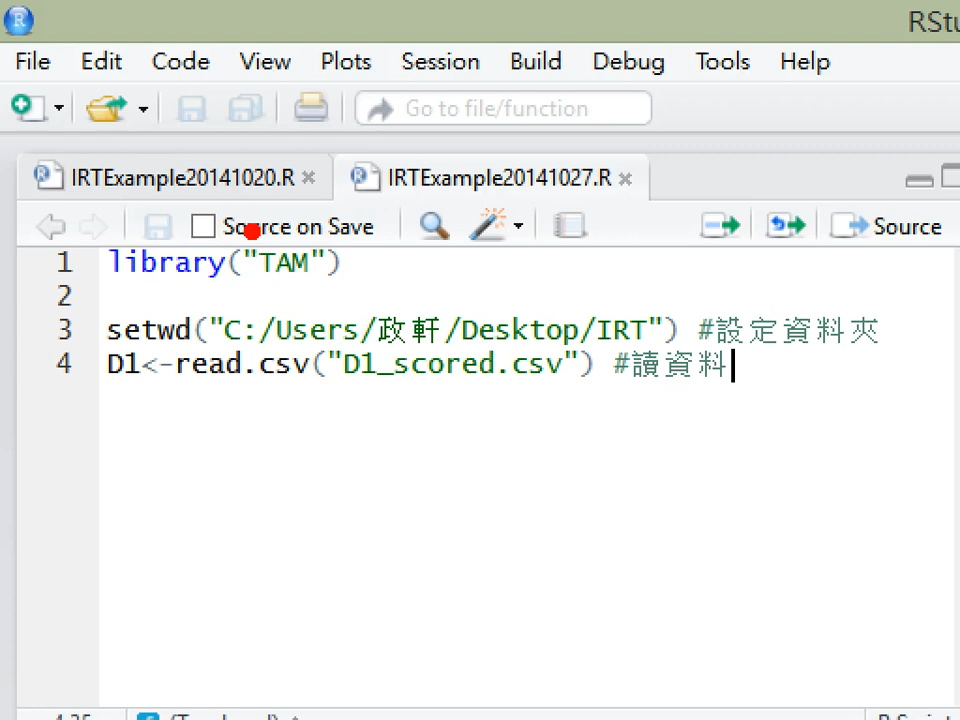 RStu
File Edit Code View Plots Session Build Debug Tools Help
Go to file/function
IRTExample20141020.R IRTExample20141027.R
Source on Save Source
1 library("TAM")
2
3 setwd("C:/Users/政軒/Desktop/IRT") #設定資料夾
4 D1<-read.csv("D1_scored.csv") #讀資料